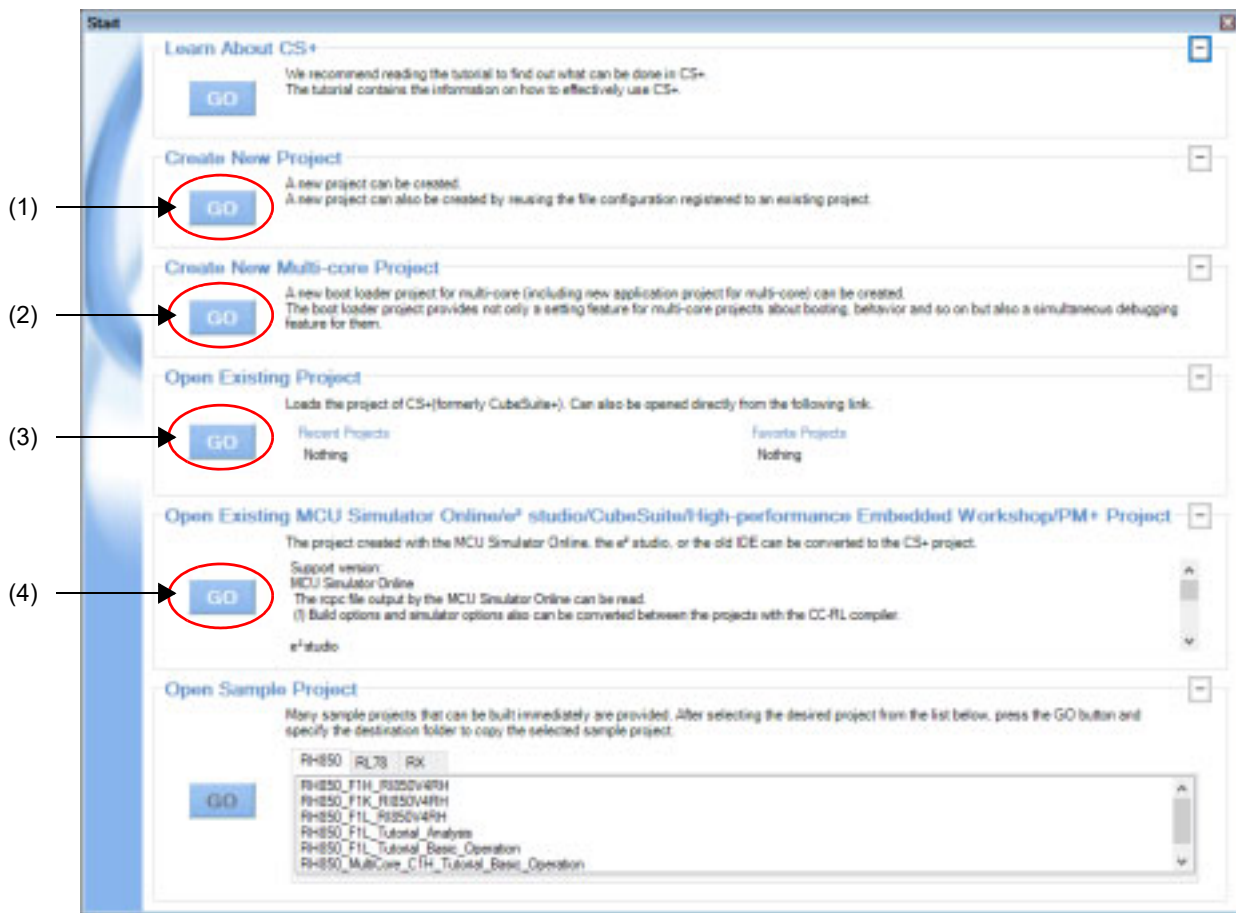 Start
Learn About CS+
We recommend reading the tutorial to find out what can be done in CS+.
The tutorial contains the information on how to effectively use CS+.
GO
Create New Project
A new project can be created.
A new project can also be created by reusing the file configuration registered to an existing project.
(1)
GO
Create New Multi-core Project
A new boot loader project for multi-core (including new application project for multi-core) can be created.
The boot loader project provides not only a setting feature for multi-core projects about booting, behavior and so on but also a simultaneous debugging
feature for them.
(2)
GO
Open Existing Project
Loads the project of CS+(formerly CubeSuite+). Can also be opened directly from the following link.
(3)
GO
Recent Projects
Favorite Projects
Nothing
Nothing
Open Existing MCU Simulator Online/e² studio/CubeSuite/High-performance Embedded Workshop/PM+ Project
The project created with the MCU Simulator Online, the e² studio, or the old IDE can be converted to the CS+ project.
Support version:
MCU Simulator Online
The rcpc file output by the MCU Simulator Online can be read.
(!) Build options and simulator options also can be converted between the projects with the CC-RL compiler.
(4)
GO
e² studio
Open Sample Project
Many sample projects that can be built immediately are provided. After selecting the desired project from the list below, press the GO button and
specify the destination folder to copy the selected sample project.
RH850 RL78 RX
GO
RH850_F1H_RI850V4RH
RH850_F1K_RI850V4RH
RH850_F1L_RI850V4RH
RH850_F1L_Tutorial_Analysis
RH850_F1L_Tutorial_Basic_Operation
RH850_MultiCore_C1H_Tutorial_Basic_Operation